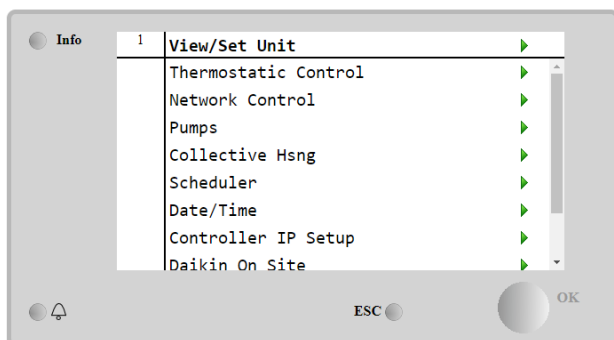 Info
1 View/Set Unit
Thermostatic Control
Network Control
Pumps
Collective Hsng
Scheduler
Date/Time
Controller IP Setup
Daikin On Site
ESC
OK